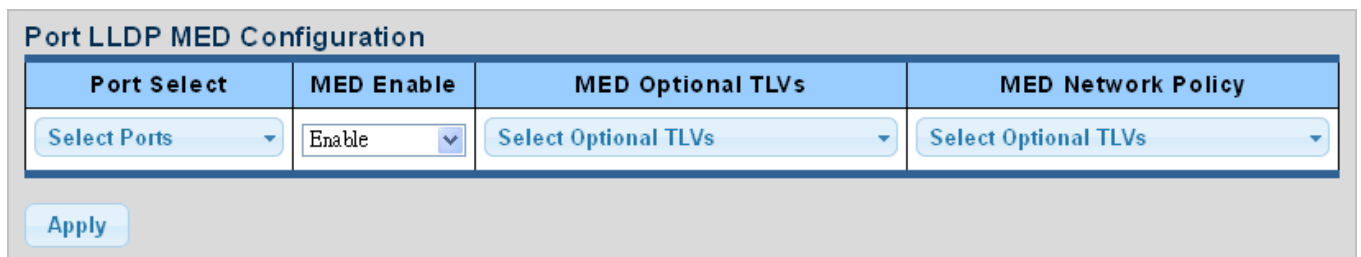 Port LLDP MED Configuration
Port Select MED Enable MED Optional TLVs MED Network Policy
Select Ports Enable Select Optional TLVs Select Optional TLVs
Apply